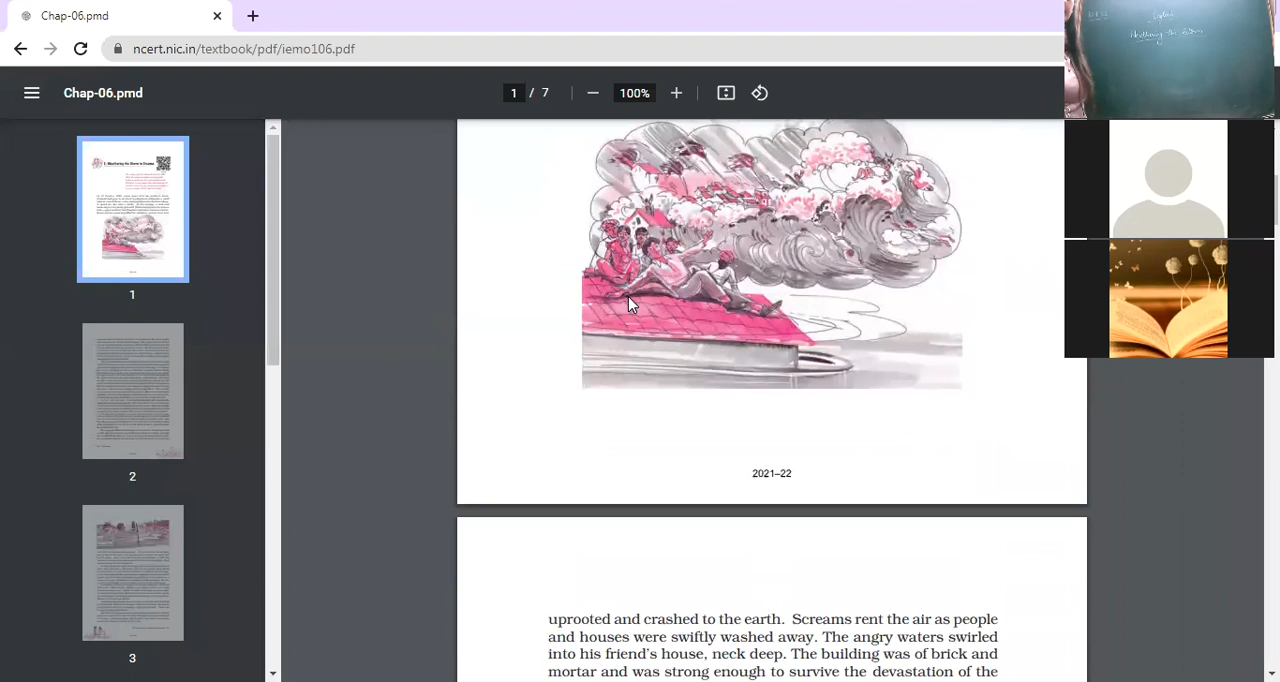 Chap-06.pmd
ncert.nic.in/textbook/pdf/iemo106.pdf
Chap-06.pmd
1 / 7
100%
1
2
3
2021–22
uprooted and crashed to the earth. Screams rent the air as people
and houses were swiftly washed away. The angry waters swirled
into his friend's house, neck deep. The building was of brick and
mortar and was strong enough to survive the devastation of the